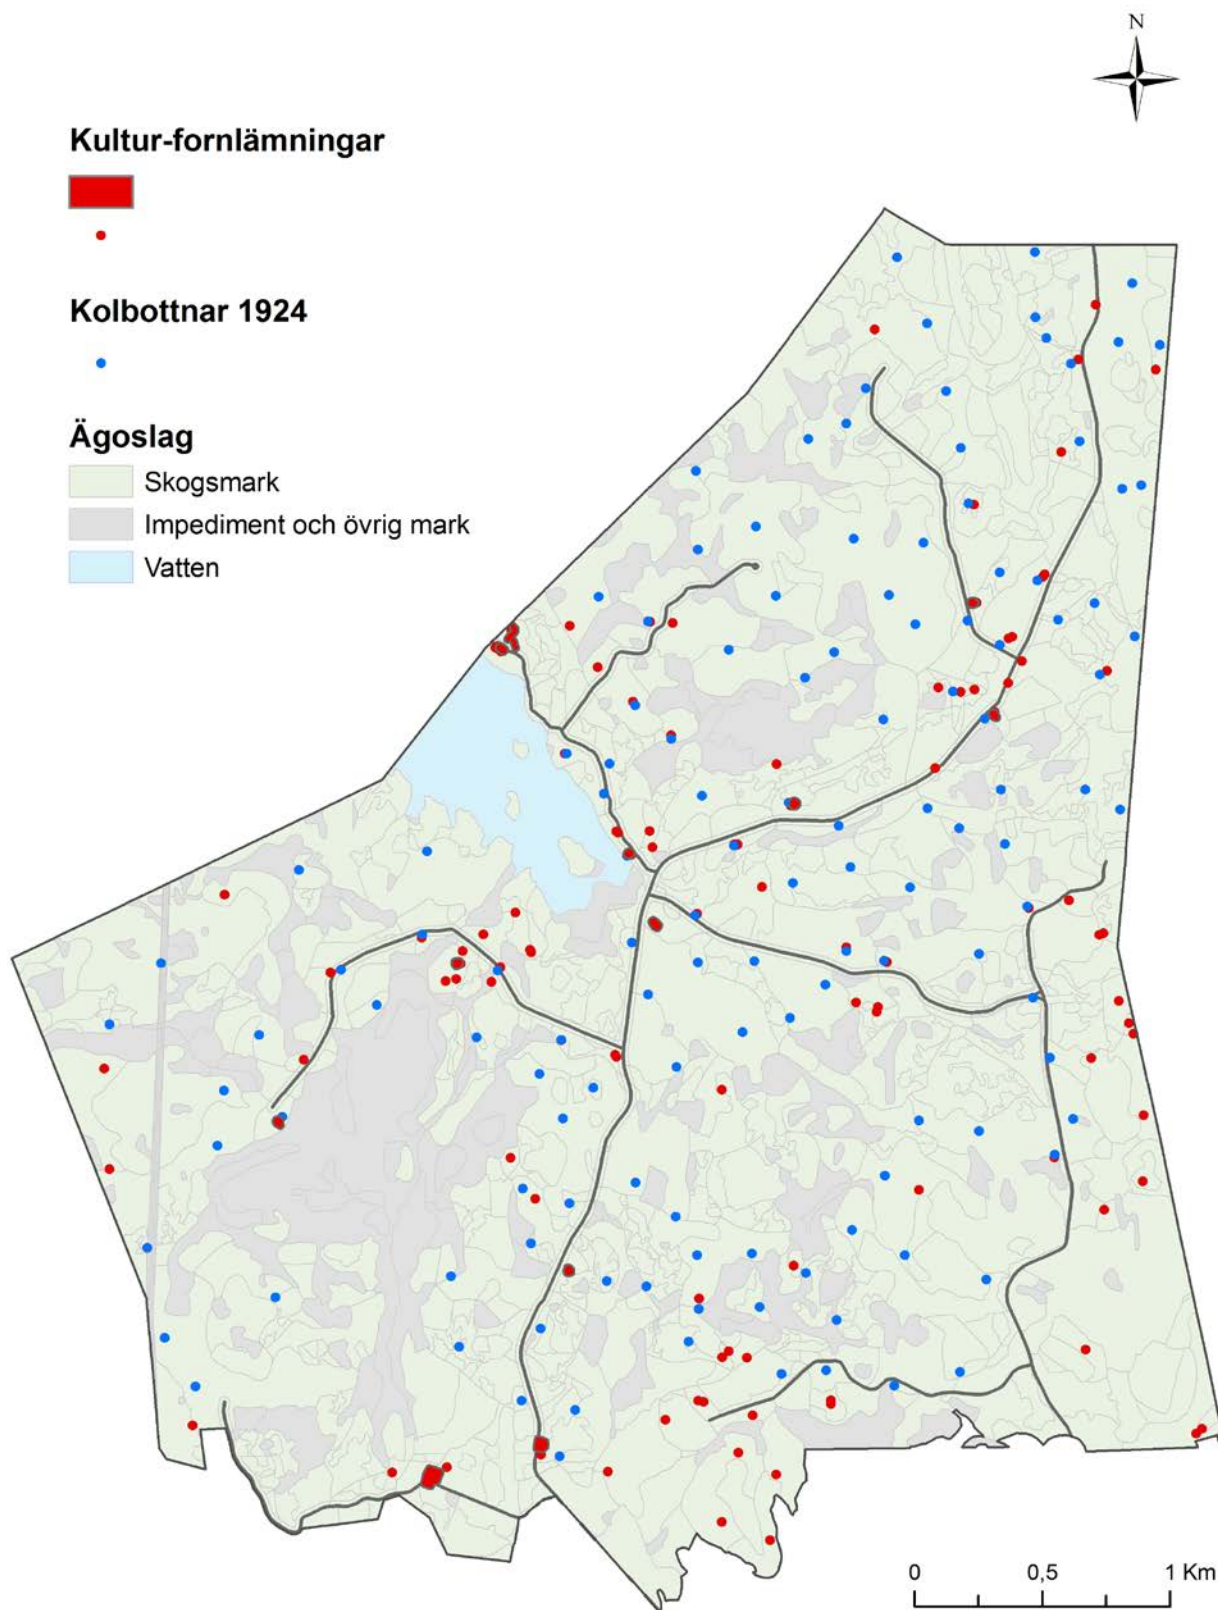 N
Kultur-fornlämningar
Kolbottnar 1924
Ägoslag
Skogsmark
Impediment och övrig mark
Vatten
0 0,5 1 Km